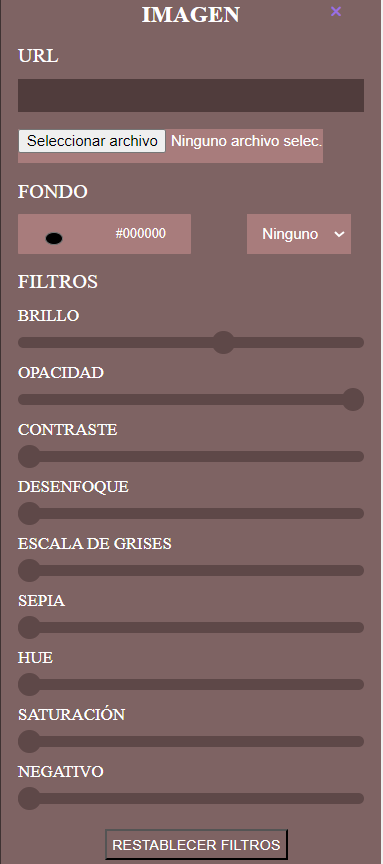 IMAGEN ×
URL
Seleccionar archivo Ninguno archivo selec.
FONDO
#000000 Ninguno
FILTROS
BRILLO
OPACIDAD
CONTRASTE
DESENFOQUE
ESCALA DE GRISES
SEPIA
HUE
SATURACIÓN
NEGATIVO
RESTABLECER FILTROS